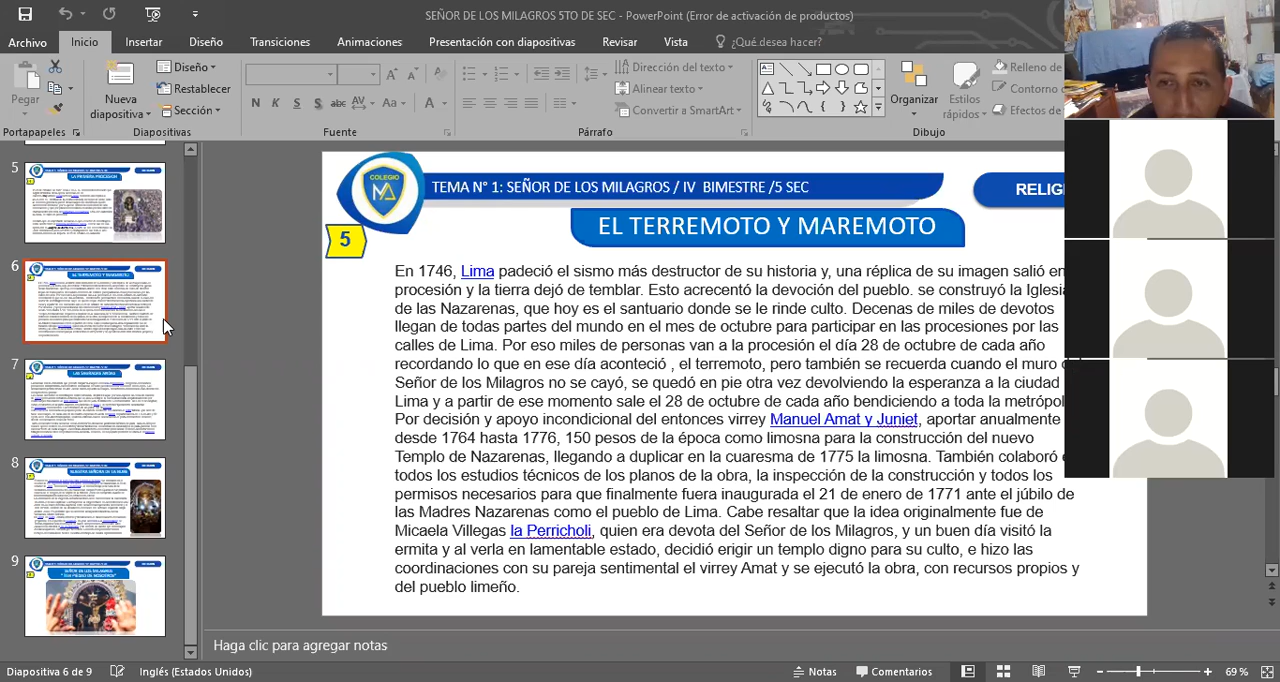 SEÑOR DE LOS MILAGROS 5TO DE SEC - PowerPoint (Error de activación de productos)
Archivo Inicio Insertar Diseño Transiciones Animaciones Presentación con diapositivas Revisar Vista ¿Qué desea hacer?
Pegar
Nueva diapositiva
Diseño
Restablecer
Sección
Dirección del texto
Alinear texto
Convertir a SmartArt
Organizar
Estilos rápidos
Relleno de
Contorno
Efectos de
Portapapeles Diapositivas Fuente Párrafo Dibujo
5
6
7
8
9
COLEGIO
MA
TEMA N° 1: SEÑOR DE LOS MILAGROS / IV BIMESTRE/5 SEC
RELIG
EL TERREMOTO Y MAREMOTO
5
En 1746, Lima padeció el sismo más destructor de su historia, una réplica de su imagen salió en
procesión y la tierra cesó de temblar. Esto acrecentó la devoción del pueblo, se construyó la Iglesia
de las Nazarenas, que hoy es el santuario donde se le venera. Decenas de miles de devotos
llegan de todas partes del mundo en el mes de octubre para participar en las procesiones por las
calles de Lima. Por eso miles de personas van a la procesión del día 28 de octubre de cada año
recordando lo que ese día aconteció , el terremoto, pero también se recuerda cuando el muro
Señor de los Milagros no se cayó, se quedó en pie otra vez, devolviendo la esperanza a la ciudad
Lima. A partir de ese momento sale el 28 de octubre de cada año bendiciendo a toda la metrópol
Por decisión y apoyo incondicional del entonces virrey Manuel Amat y Juniet, aportó anualmente
desde 1764 hasta 1776, 150 pesos de la época como limosna para la construcción del nuevo
Templo de Nazarenas, llegando a duplicar en la cuaresma de 1775 la limosna. También colaboró
todos los estudios técnicos de los planos de la obra, dirección de la construcción y todos los
permisos necesarios para que finalmente fuera inaugurada el 21 de enero de 1771 ante el júbilo de
las Madres Nazarenas como el pueblo de Lima. Cabe resaltar que la idea originalmente fue de
Micaela Villegas la Perricholi, quien era devota del señor de los Milagros, y un buen día visitó la
ermita y al verla en lamentable estado, decidió erigir un templo digno para su culto, e hizo las
coordinaciones con su pareja sentimental el virrey Amat y se ejecutó la obra, con recursos propios y
del pueblo limeño.
Haga clic para agregar notas
Diapositiva 6 de 9 Inglés (Estados Unidos) Notas Comentarios 69 %